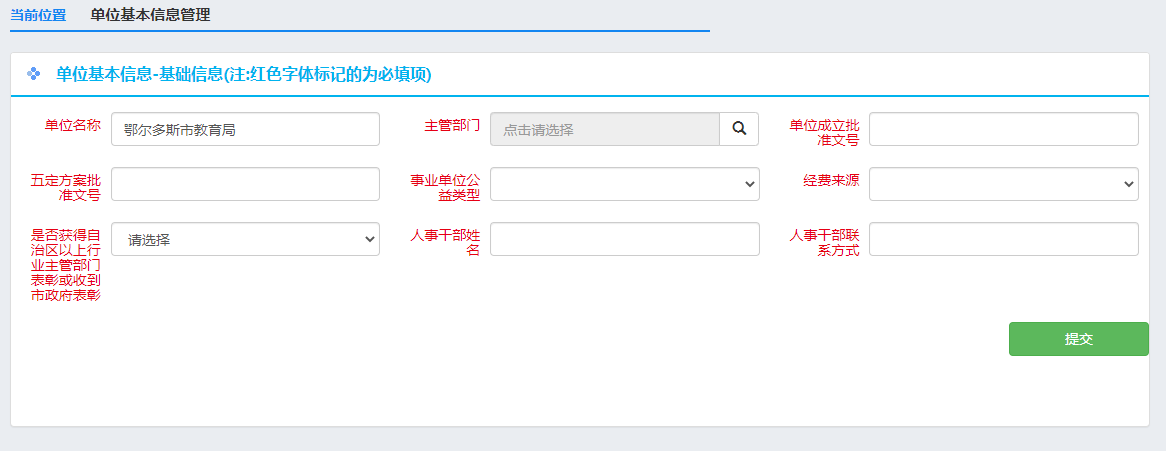 当前位置 单位基本信息管理
单位基本信息-基础信息(注:红色字体标记的为必填项)
单位名称
鄂尔多斯市教育局
主管部门
点击请选择
单位成立批
准文号
五定方案批
准文号
事业单位公
益类型
经费来源
是否获得自
治区以上行
业主管部门
表彰或收到
市政府表彰
请选择
人事干部姓
名
人事干部联
系方式
提交